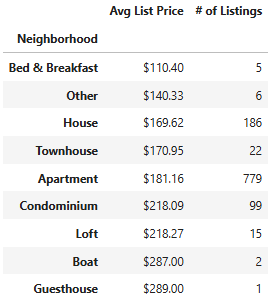 Avg List Price # of Listings
Neighborhood
Bed & Breakfast $110.40 5
Other $140.33 6
House $169.62 186
Townhouse $170.95 22
Apartment $181.16 779
Condominium $218.09 99
Loft $218.27 15
Boat $287.00 2
Guesthouse $289.00 1